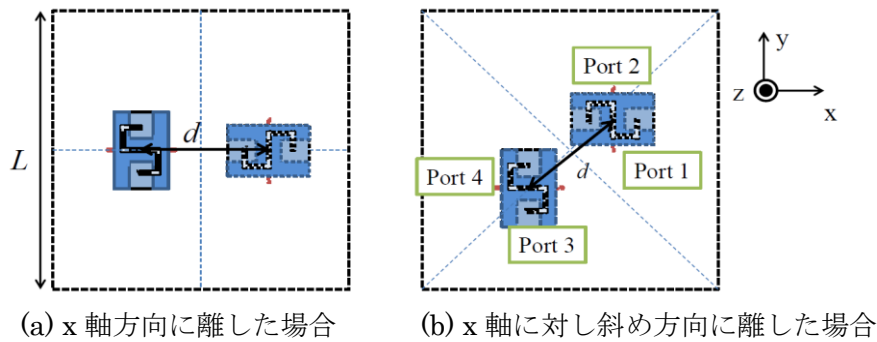 L
d
(a) x 軸方向に離した場合
Port 2
Port 1
d
Port 4
Port 3
y
z
x
(b) x 軸に対し斜め方向に離した場合